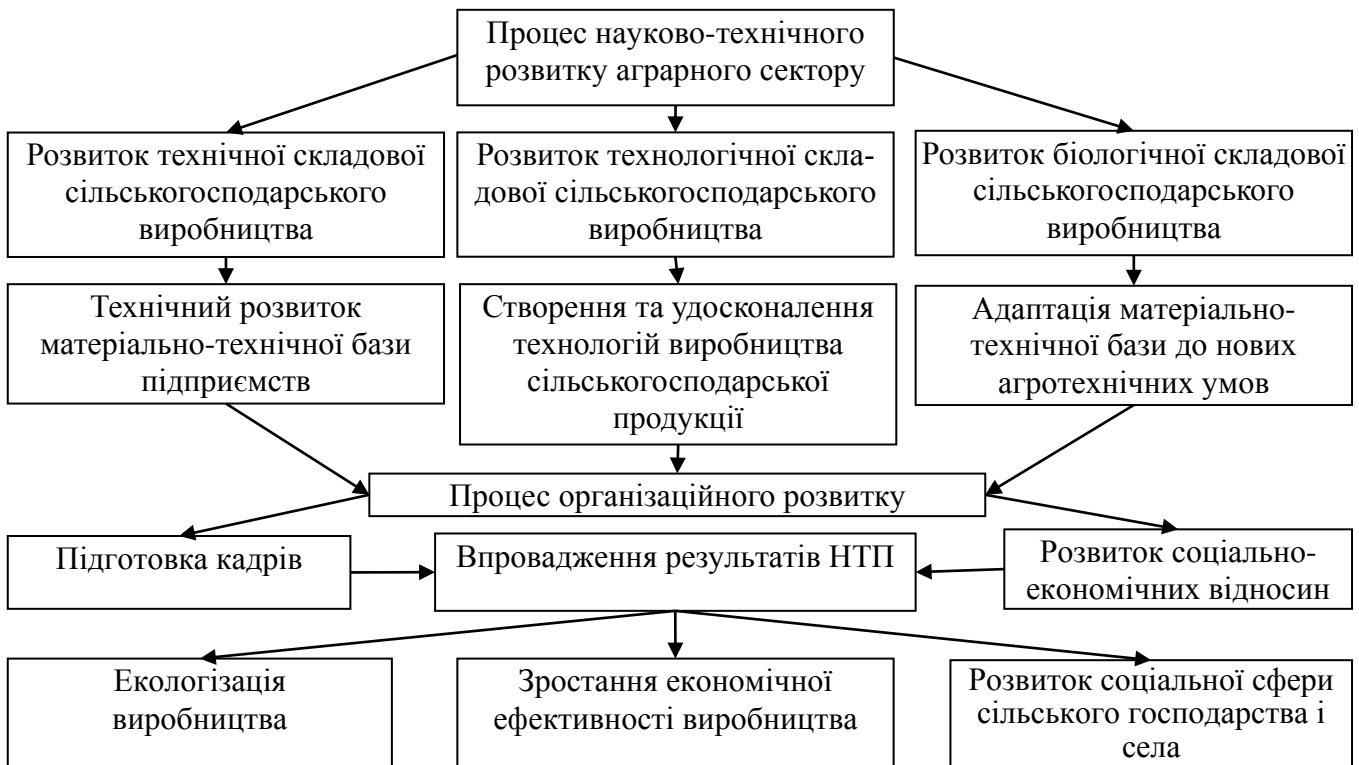 Процес науково-технічного
розвитку аграрного сектору
Розвиток технічної складової
сільськогосподарського
виробництва
Розвиток технологічної скла-
дової сільськогосподарського
виробництва
Розвиток біологічної складової
сільськогосподарського
виробництва
Технічний розвиток
матеріально-технічної бази
підприємств
Створення та удосконалення
технологій виробництва
сільськогосподарської
продукції
Адаптація матеріально-
технічної бази до нових
агротехнічних умов
Процес організаційного розвитку
Підготовка кадрів
Впровадження результатів НТП
Розвиток соціально-
економічних відносин
Екологізація
виробництва
Зростання економічної
ефективності виробництва
Розвиток соціальної сфери
сільського господарства і
села